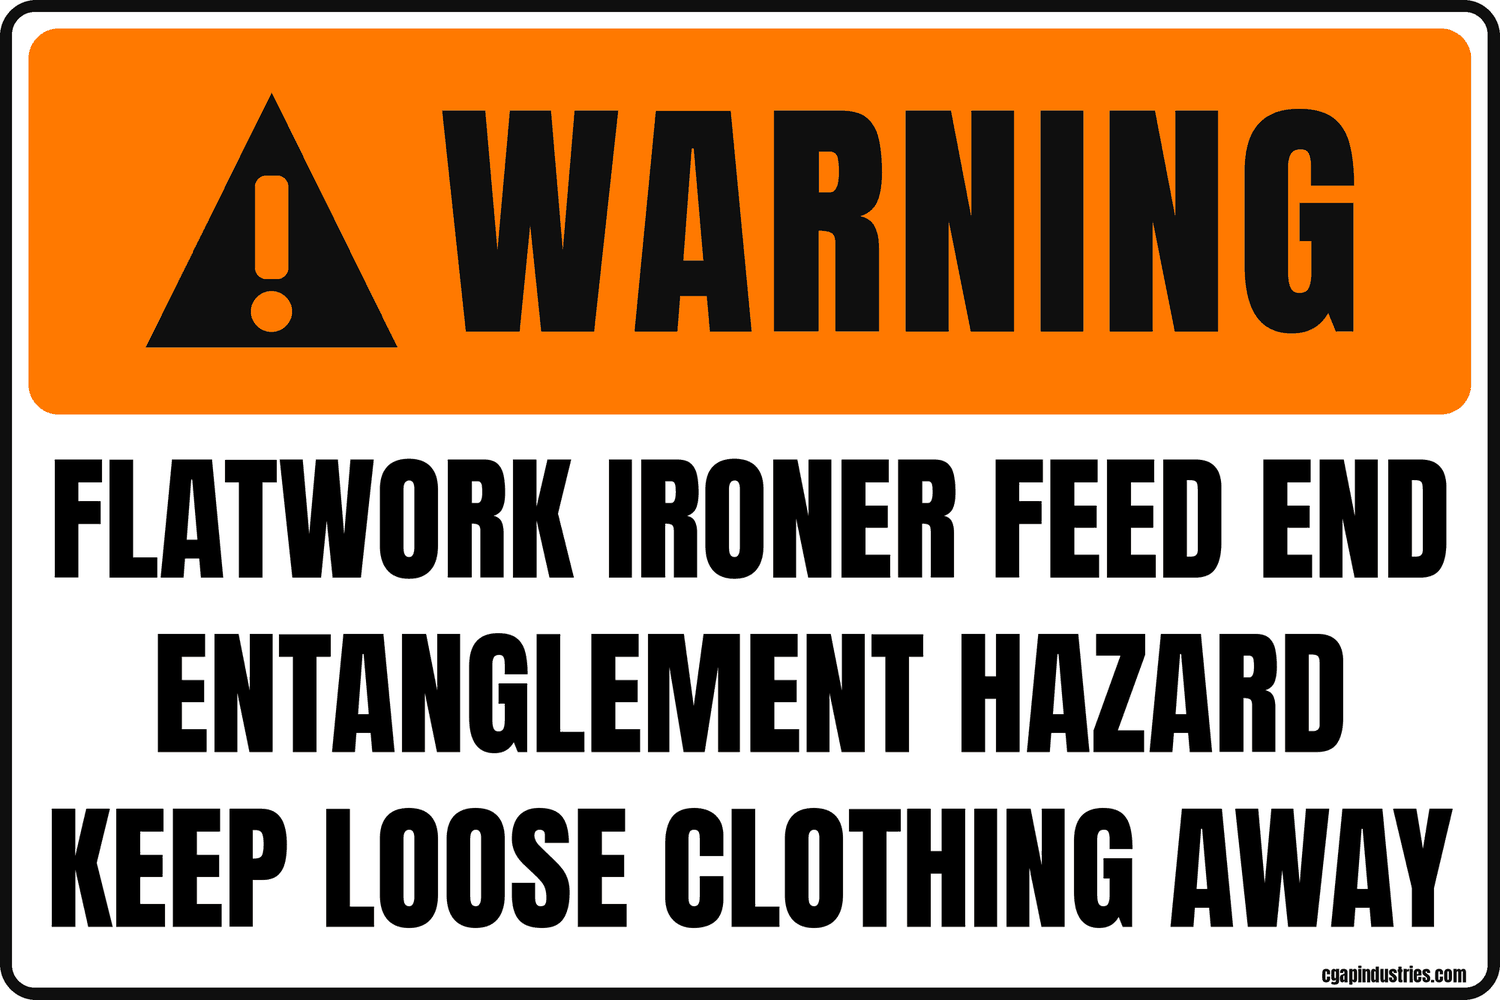 WARNING
FLATWORK IRONER FEED END
ENTANGLEMENT HAZARD
KEEP LOOSE CLOTHING AWAY
cgapindustries.com